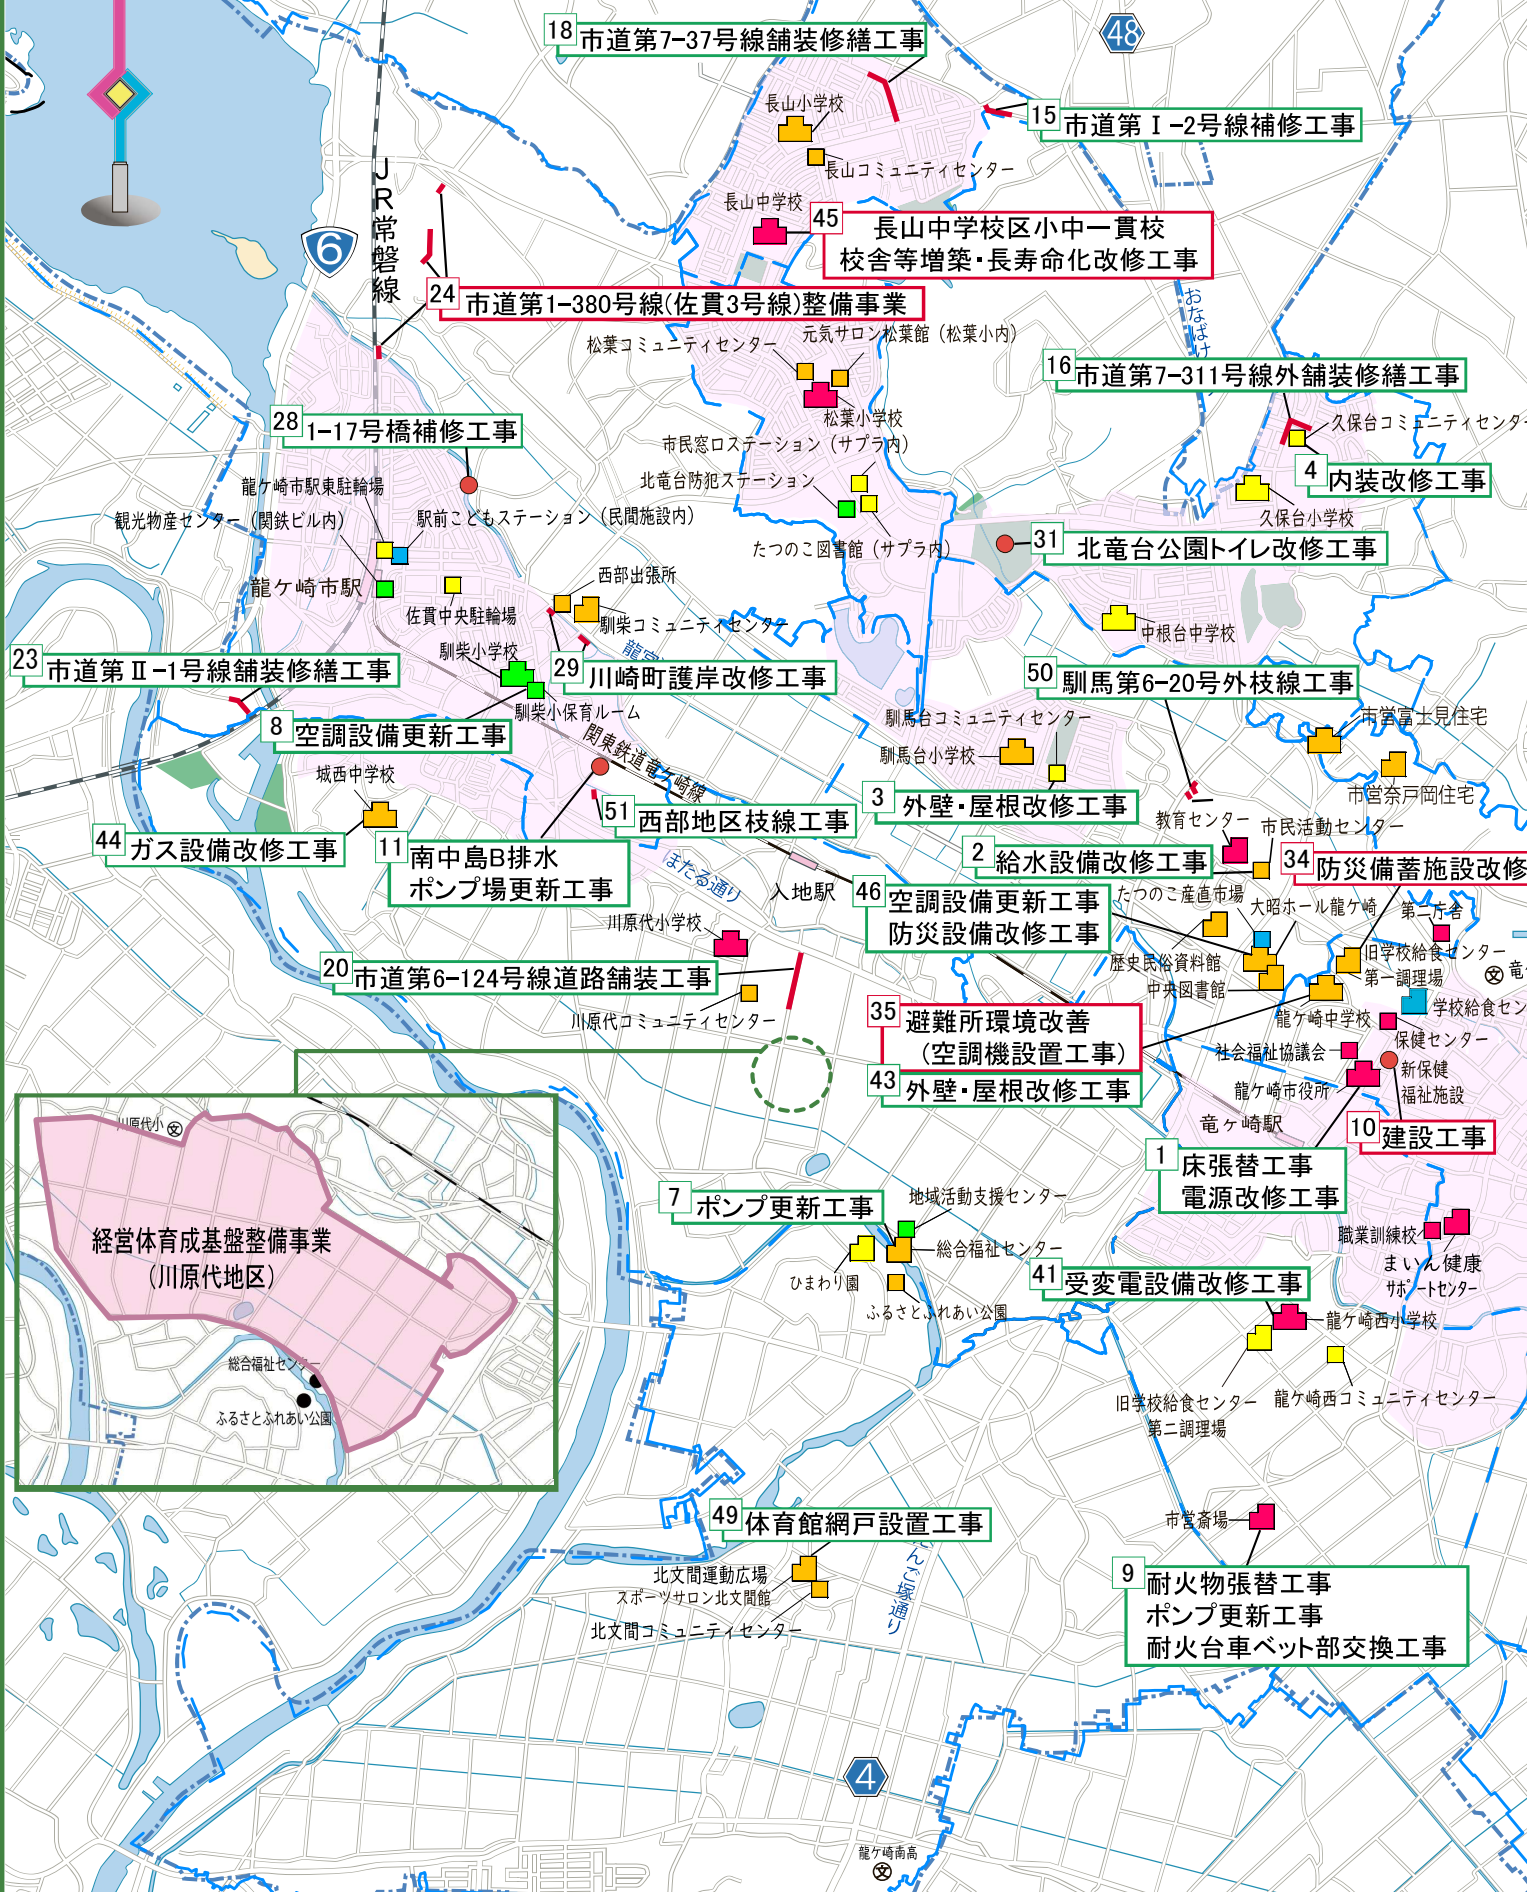 18 市道第7-37号線舗装修繕工事
48
長山小学校
15 市道第Ⅰ-2号線補修工事
長山コミュニティセンター
JR常磐線
長山中学校
45 長山中学校区小中一貫校
校舎等増築・長寿命化改修工事
6
24 市道第1-380号線(佐貫3号線)整備事業
おなばけ
元気サロン松葉館（松葉小内）
松葉コミュニティセンター
16 市道第7-311号線外舗装修繕工事
松葉小学校
28 1-17号橋補修工事
久保台コミュニティセンター
市民窓口ステーション（サプラ内）
4 内装改修工事
北竜台防犯ステーション
龍ケ崎市駅東駐輪場
久保台小学校
観光物産センター（関鉄ビル内）
駅前こどもステーション（民間施設内）
たつのこ図書館（サプラ内）
31 北竜台公園トイレ改修工事
龍ケ崎市駅
西部出張所
佐貫中央駐輪場
馴柴コミュニティセンター
中根台中学校
馴柴小学校
23 市道第Ⅱ-1号線舗装修繕工事
29 川崎町護岸改修工事
50 馴馬第6-20号外枝線工事
馴柴小保育ルーム
8 空調設備更新工事
馴馬台コミュニティセンター
市営富士見住宅
関東鉄道竜ケ崎線
馴馬台小学校
城西中学校
市営奈戸岡住宅
3 外壁・屋根改修工事
51 西部地区枝線工事
教育センター
市民活動センター
44 ガス設備改修工事
11 南中島B排水
ポンプ場更新工事
2 給水設備改修工事
34 防災備蓄施設改修
ほたる通り
入地駅
46 空調設備更新工事
防災設備改修工事
たつのこ産直市場
大昭ホール龍ケ崎
第二庁舎
川原代小学校
歴史民俗資料館
旧学校給食センター
第一調理場
20 市道第6-124号線道路舗装工事
中央図書館
学校給食セン
川原代コミュニティセンター
35 避難所環境改善
（空調機設置工事）
龍ケ崎中学校
保健センター
社会福祉協議会
新保健
福祉施設
43 外壁・屋根改修工事
龍ケ崎市役所
川原代小
竜ケ崎駅
10 建設工事
1 床張替工事
電源改修工事
7 ポンプ更新工事
地域活動支援センター
経営体育成基盤整備事業
（川原代地区）
総合福祉センター
職業訓練校
まいん健康
サポートセンター
ひまわり園
ふるさとふれあい公園
41 受変電設備改修工事
龍ケ崎西小学校
総合福祉センター
ふるさとふれあい公園
旧学校給食センター
第二調理場
龍ケ崎西コミュニティセンター
49 体育館網戸設置工事
市営斎場
北文間運動広場
スポーツサロン北文間館
北文間コミュニティセンター
9 耐火物張替工事
ポンプ更新工事
耐火台車ベット部交換工事
4
龍ケ崎南高